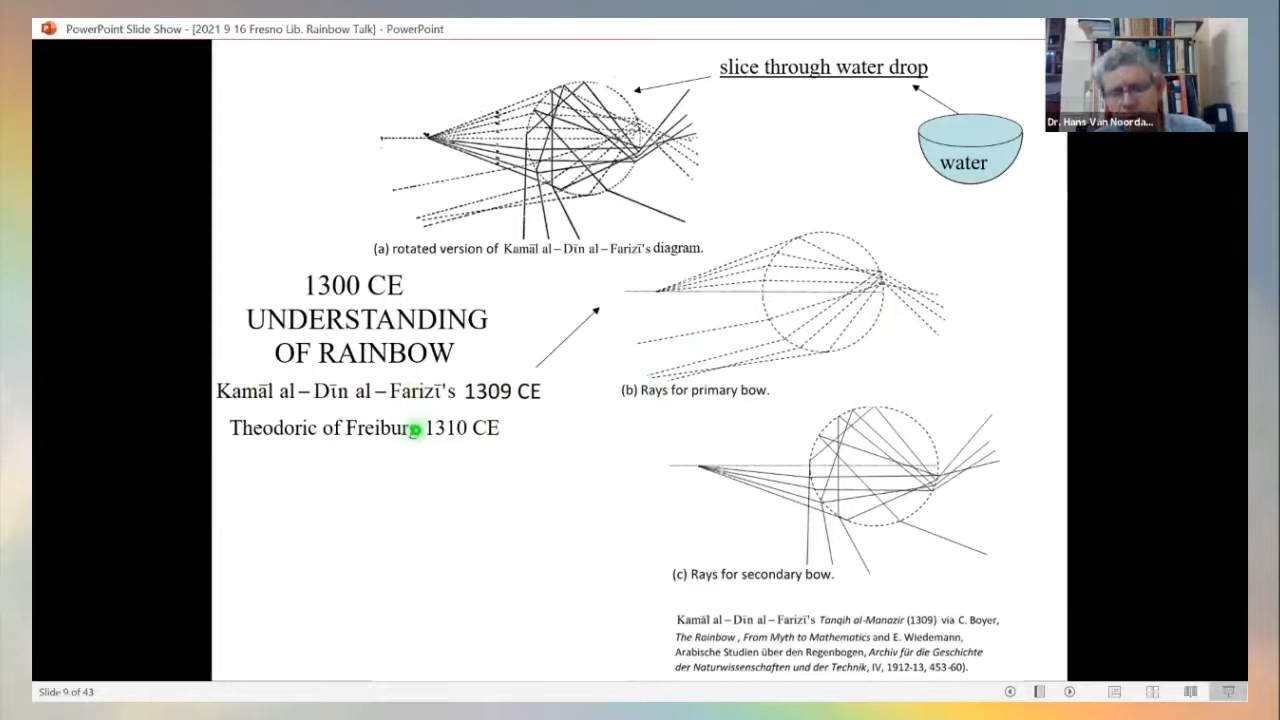 PowerPoint Slide Show - [2021 9 16 Fresno Lib. Rainbow Talk] - PowerPoint
Dr. Hans Van Noorda...
slice through water drop
water
(a) rotated version of Kamāl al–Dīn al–Farizī's diagram.
1300 CE
UNDERSTANDING
OF RAINBOW
Kamāl al–Dīn al–Farizī's 1309 CE
Theodoric of Freiburg 1310 CE
(b) Rays for primary bow.
(c) Rays for secondary bow.
Kamāl al–Dīn al–Farizī's Tanqih al-Manazir (1309) via C. Boyer,
The Rainbow , From Myth to Mathematics and E. Wiedemann,
Arabische Studien über den Regenbogen, Archiv für die Geschichte
der Naturwissenschaften und der Technik, IV, 1912-13, 453-60).
Slide 9 of 43